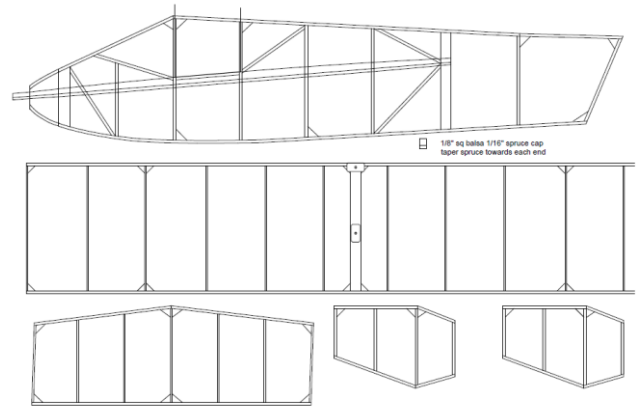 1/8" sq balsa 1/16" spruce cap
taper spruce towards each end